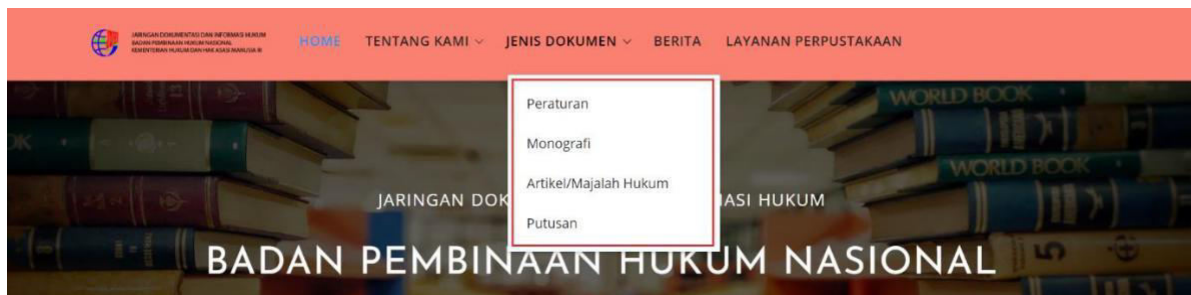 JARINGAN DOKUMENTASI DAN INFORMASI HUKUM
BADAN PEMBINAAN HUKUM NASIONAL
KEMENTERIAN HUKUM DAN HAK ASASI MANUSIA RI
HOME TENTANG KAMI JENIS DOKUMEN BERITA LAYANAN PERPUSTAKAAN
Peraturan
Monografi
Artikel/Majalah Hukum
Putusan
WORLD BOOK
WORLD BOOK
JARINGAN DOK ASI HUKUM
BADAN PEMBINAAN HUKUM NASIONAL
5